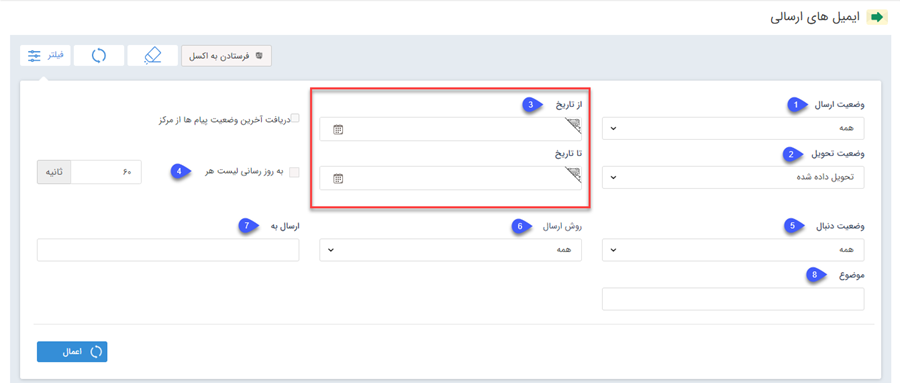 ایمیل های ارسالی
فرستادن به اکسل
فیلتر
وضعیت ارسال 1
همه
وضعیت تحویل 2
تحویل داده شده
از تاریخ 3
تا تاریخ
دریافت آخرین وضعیت پیام ها از مرکز
به روز رسانی لیست هر 4
۶۰ ثانیه
وضعیت دنبال 5
همه
روش ارسال 6
همه
ارسال به 7
موضوع 8
اعمال